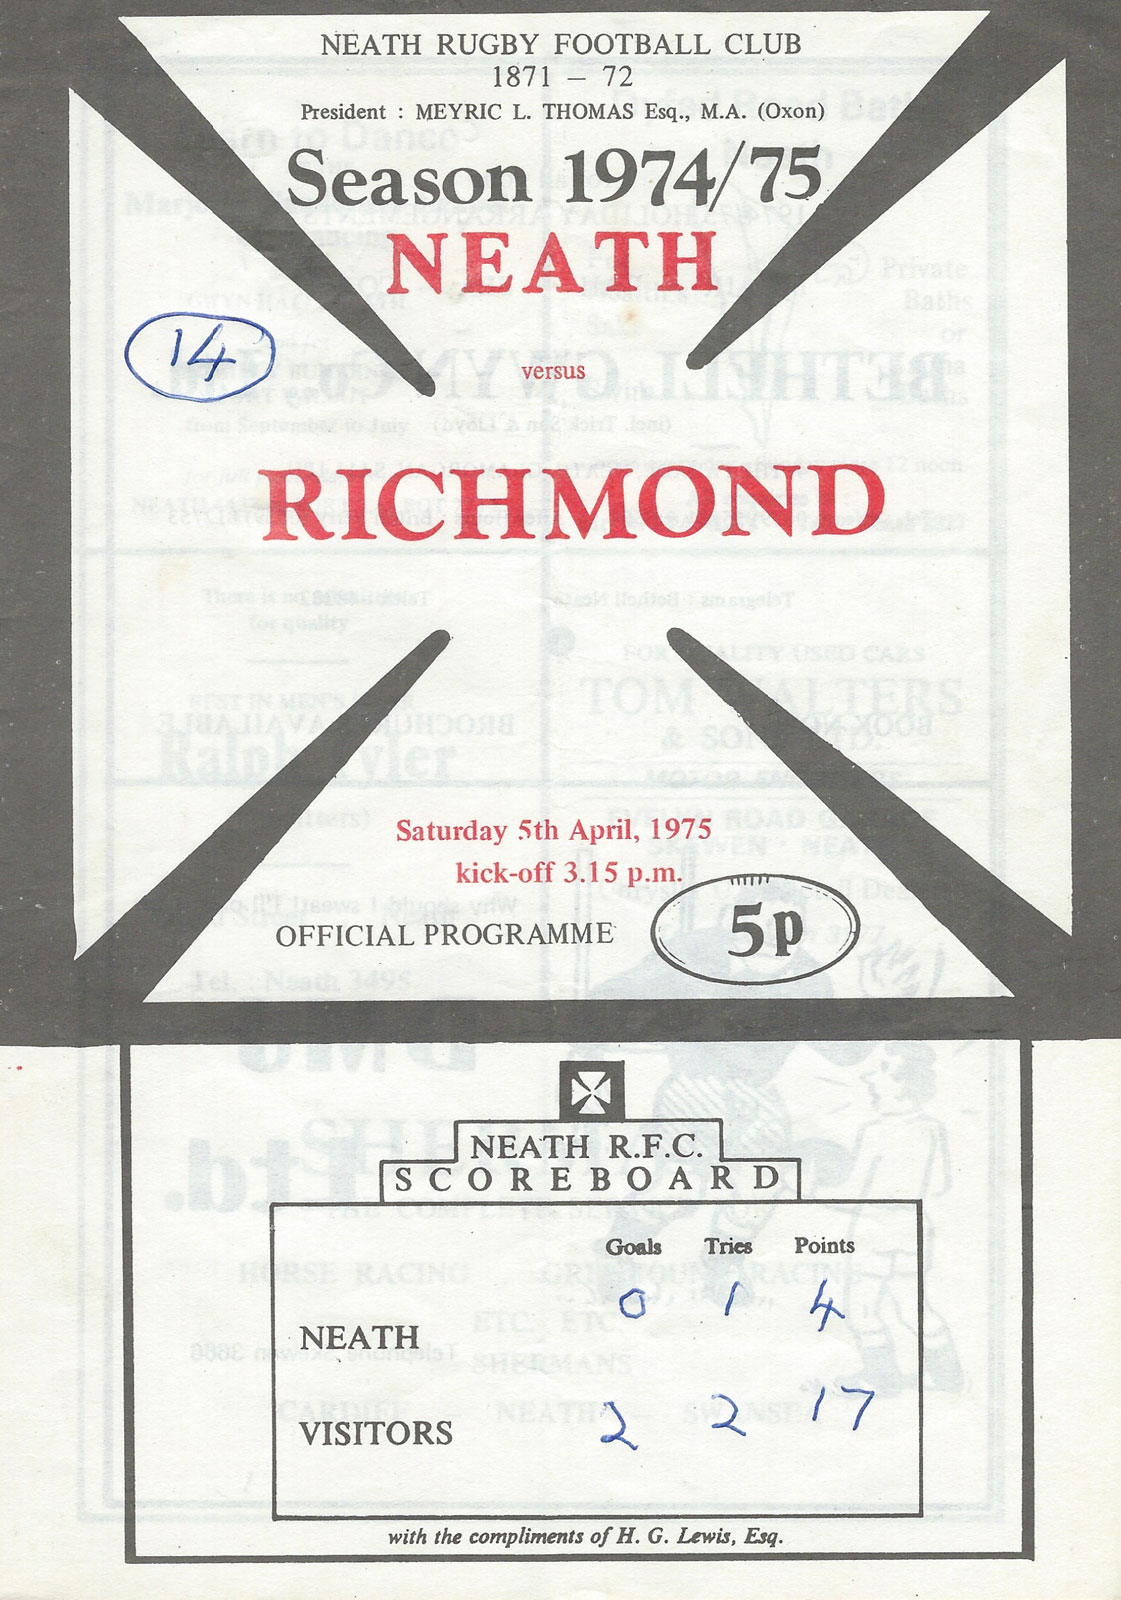 NEATH RUGBY FOOTBALL CLUB
1871 – 72
President : MEYRIC L. THOMAS Esq., M.A. (Oxon)
Season 1974/75
NEATH
14
versus
RICHMOND
Saturday 5th April, 1975
kick-off 3.15 p.m.
OFFICIAL PROGRAMME 5p
NEATH R.F.C.
SCOREBOARD
Goals Tries Points
NEATH 0 1 4
VISITORS 2 2 17
with the compliments of H. G. Lewis, Esq.